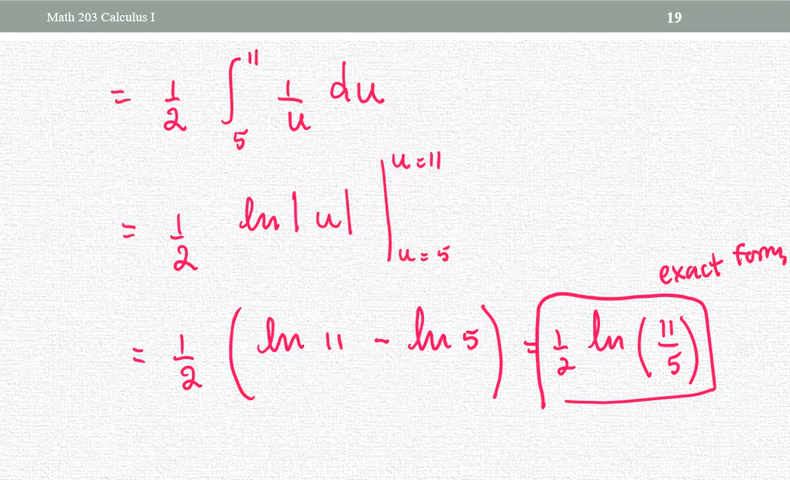 Math 203 Calculus I 19
= 1/2 ∫_5^11 1/u du
= 1/2 ln|u| |_{u=5}^{u=11}
exact form
= 1/2 (ln 11 - ln 5) = 1/2 ln(11/5)